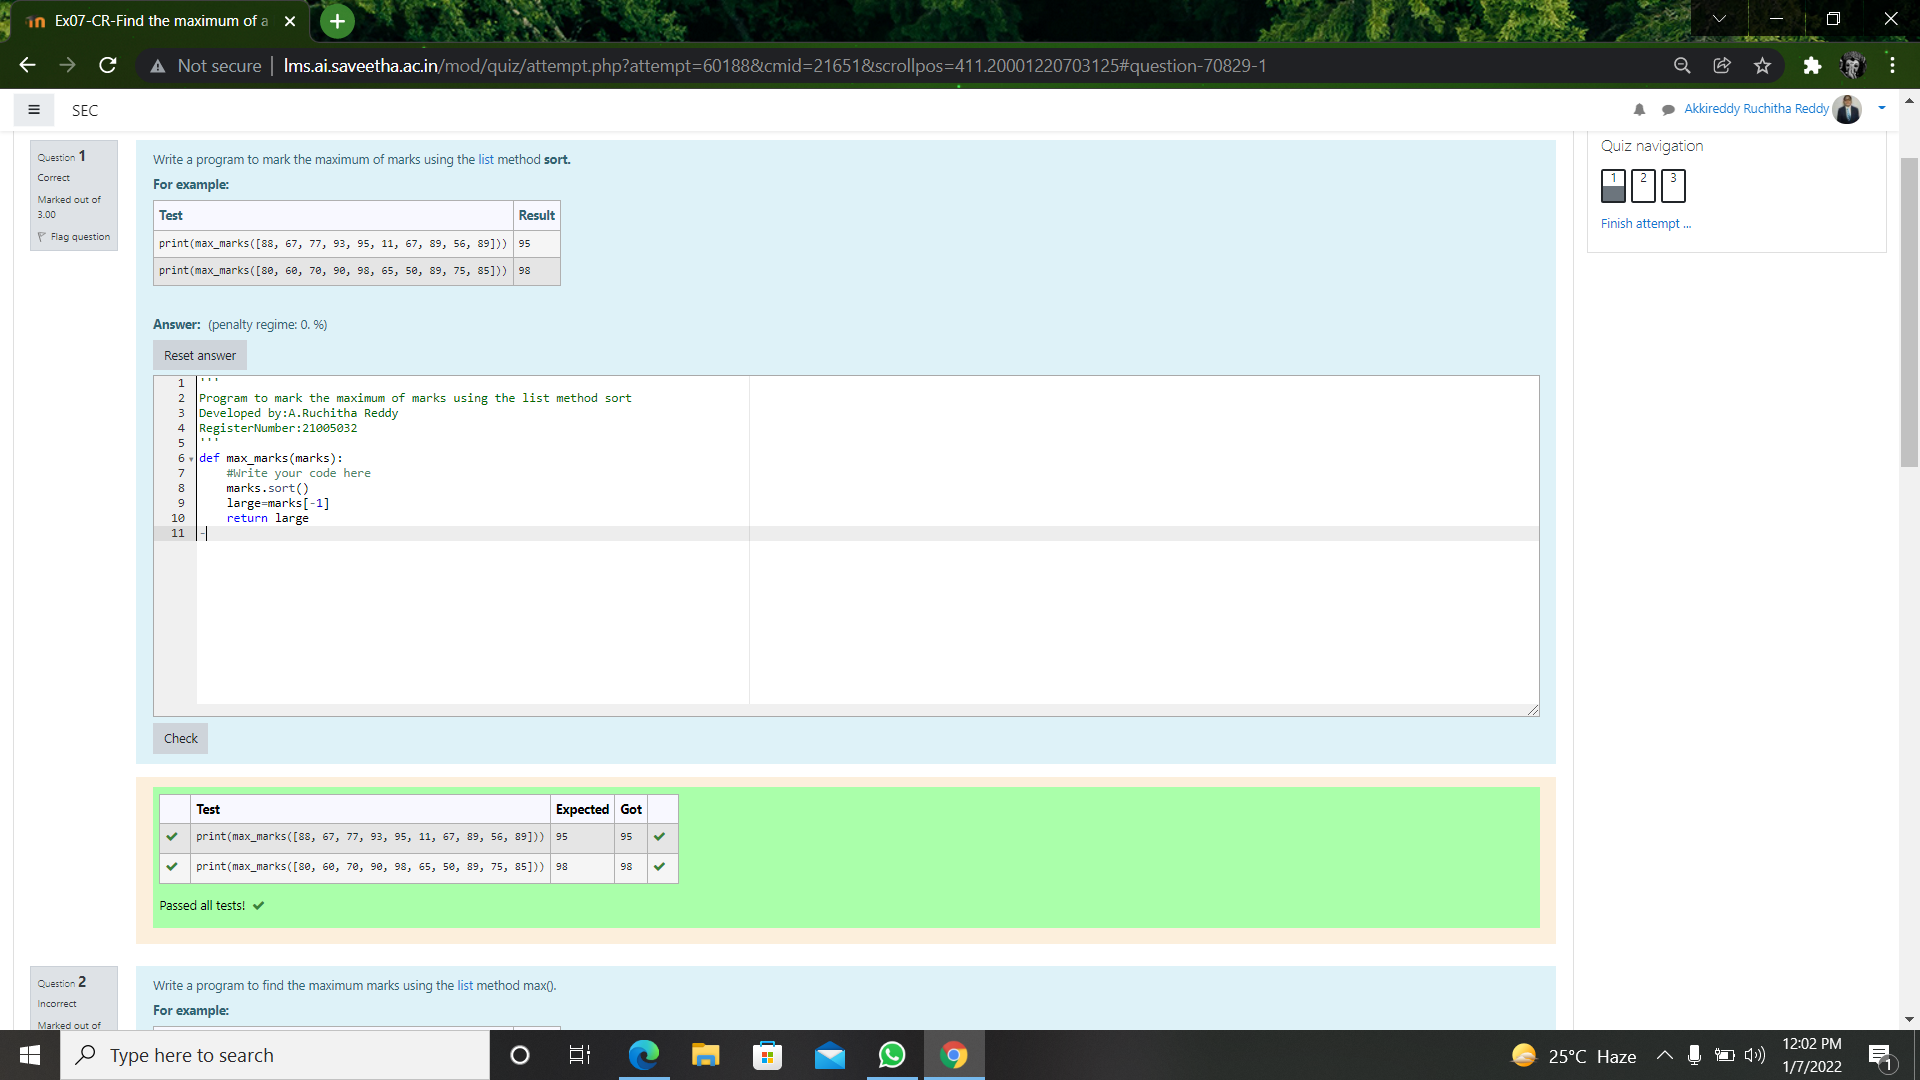 Ex07-CR-Find the maximum of a
Not secure
lms.ai.saveetha.ac.in/mod/quiz/attempt.php?attempt=60188&cmid=21651&scrollpos=411.20001220703125#question-70829-1
SEC
Akkireddy Ruchitha Reddy
Question 1
Correct
Marked out of
3.00
Flag question
Write a program to mark the maximum of marks using the list method sort.
For example:
Test Result
print(max_marks([88, 67, 77, 93, 95, 11, 67, 89, 56, 89])) 95
print(max_marks([80, 60, 70, 90, 98, 65, 50, 89, 75, 85])) 98
Answer: (penalty regime: 0. %)
Reset answer
1 '''
2 Program to mark the maximum of marks using the list method sort
3 Developed by:A.Ruchitha Reddy
4 RegisterNumber:21005032
5 '''
6 def max_marks(marks):
7 #Write your code here
8 marks.sort()
9 large=marks[-1]
10 return large
11 -
Check
Test Expected Got
print(max_marks([88, 67, 77, 93, 95, 11, 67, 89, 56, 89])) 95 95
print(max_marks([80, 60, 70, 90, 98, 65, 50, 89, 75, 85])) 98 98
Passed all tests!
Question 2
Incorrect
Marked out of
Write a program to find the maximum marks using the list method max().
For example:
Quiz navigation
1 2 3
Finish attempt ...
Type here to search
25°C Haze
12:02 PM
1/7/2022
1